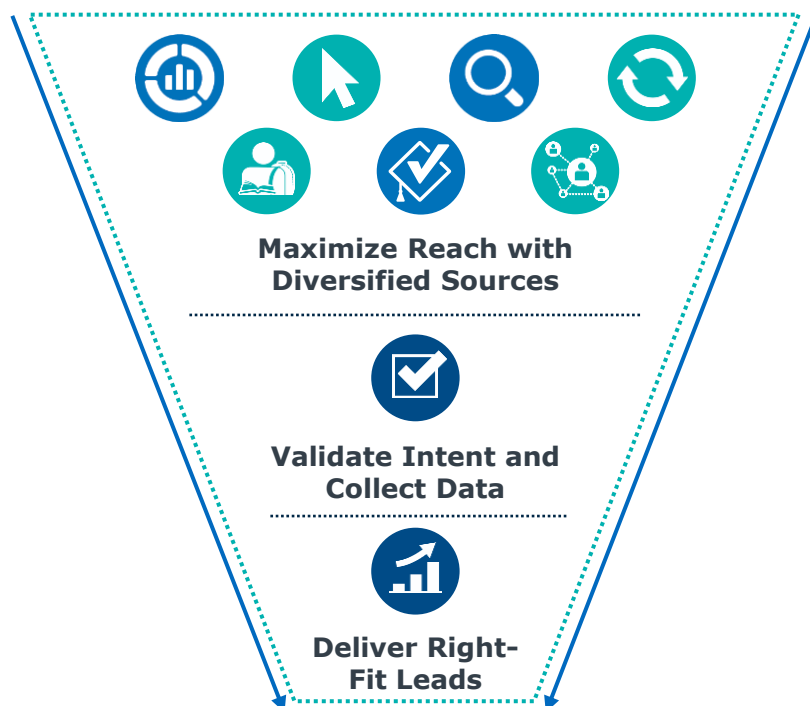 Maximize Reach with
Diversified Sources
Validate Intent and
Collect Data
Deliver Right-
Fit Leads